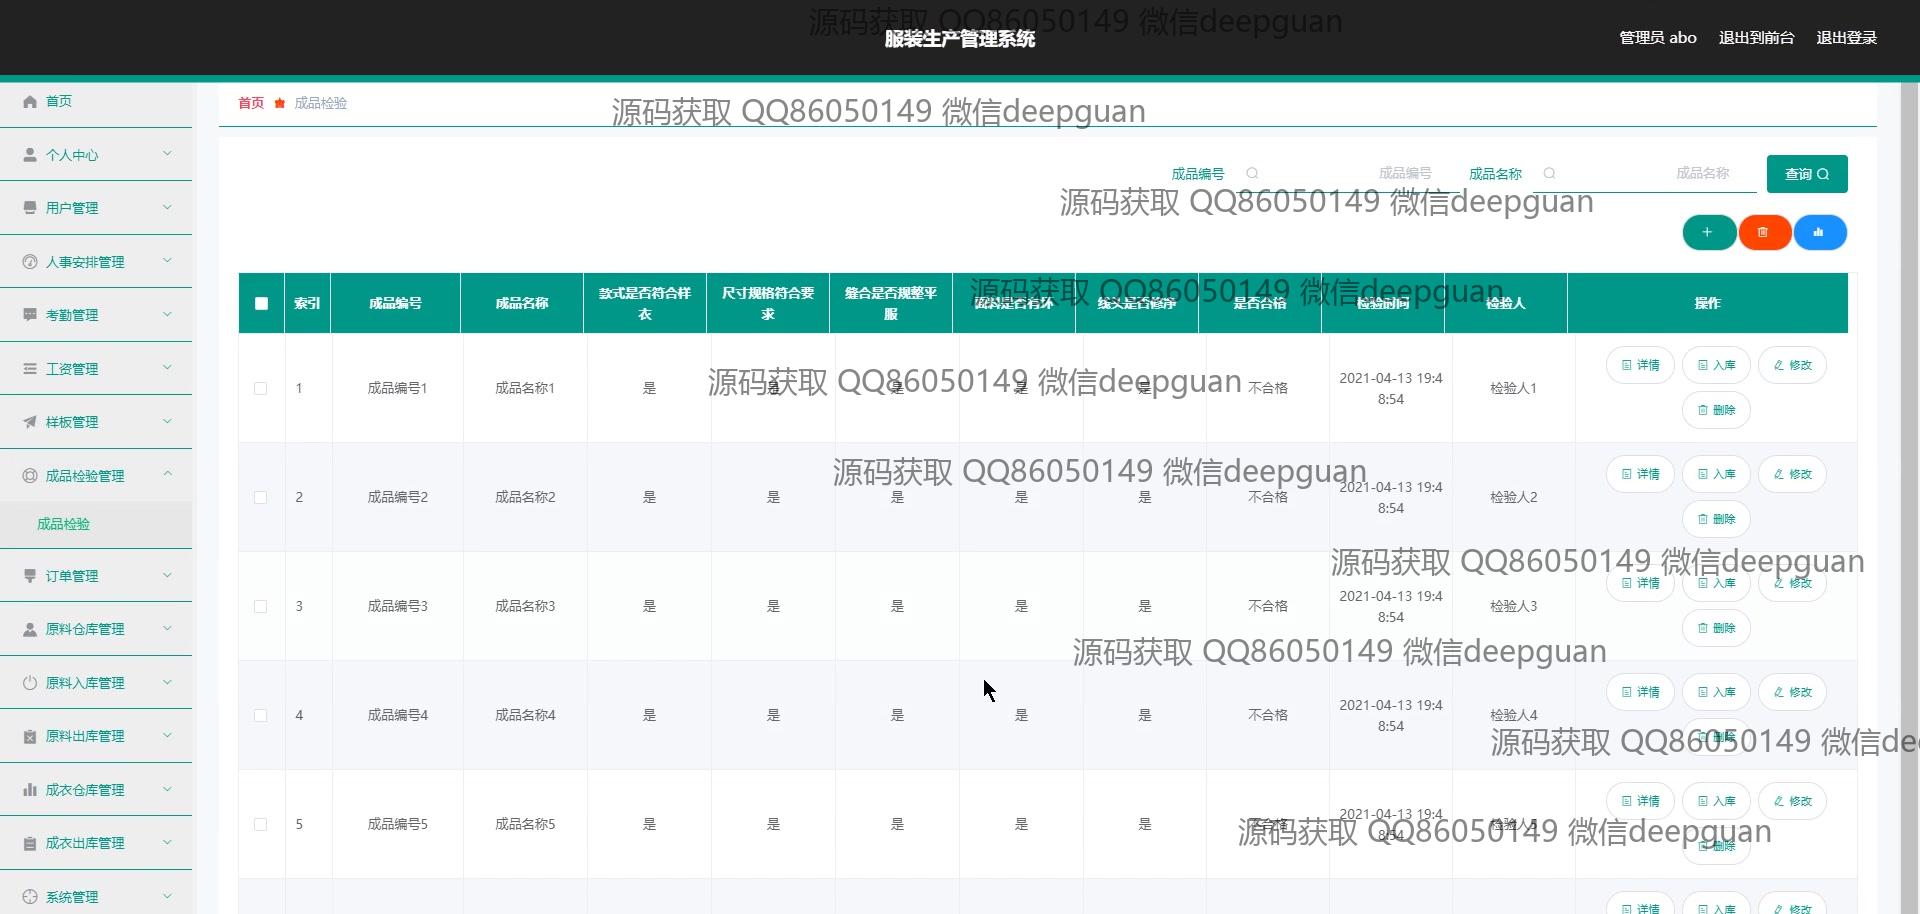 源码获取 QQ86050149 微信deepguan
服装生产管理系统
管理员 abo 退出到前台 退出登录
首页
个人中心
用户管理
人事安排管理
考勤管理
工资管理
样板管理
成品检验管理
成品检验
订单管理
原料仓库管理
原料入库管理
原料出库管理
成衣仓库管理
成衣出库管理
系统管理
首页 成品检验
源码获取 QQ86050149 微信deepguan
成品编号 成品编号 成品名称 成品名称 查询
源码获取 QQ86050149 微信deepguan
索引 成品编号 成品名称 款式是否符合样衣 尺寸规格符合要求 缝合是否规整平服 面料是否有坏 线头是否修净 是否合格 检验时间 检验人 操作
源码获取 QQ86050149 微信deepguan
1 成品编号1 成品名称1 是 是 是 是 是 不合格 2021-04-13 19:48:54 检验人1 详情 入库 修改 删除
源码获取 QQ86050149 微信deepguan
2 成品编号2 成品名称2 是 是 是 是 是 不合格 2021-04-13 19:48:54 检验人2 详情 入库 修改 删除
源码获取 QQ86050149 微信deepguan
3 成品编号3 成品名称3 是 是 是 是 是 不合格 2021-04-13 19:48:54 检验人3 详情 入库 修改 删除
源码获取 QQ86050149 微信deepguan
源码获取 QQ86050149 微信deepguan
4 成品编号4 成品名称4 是 是 是 是 是 不合格 2021-04-13 19:48:54 检验人4 详情 入库 修改 删除
源码获取 QQ86050149 微信de
5 成品编号5 成品名称5 是 是 是 是 是 不合格 2021-04-13 19:48:54 检验人5 详情 入库 修改 删除
源码获取 QQ86050149 微信deepguan
详情 入库 修改